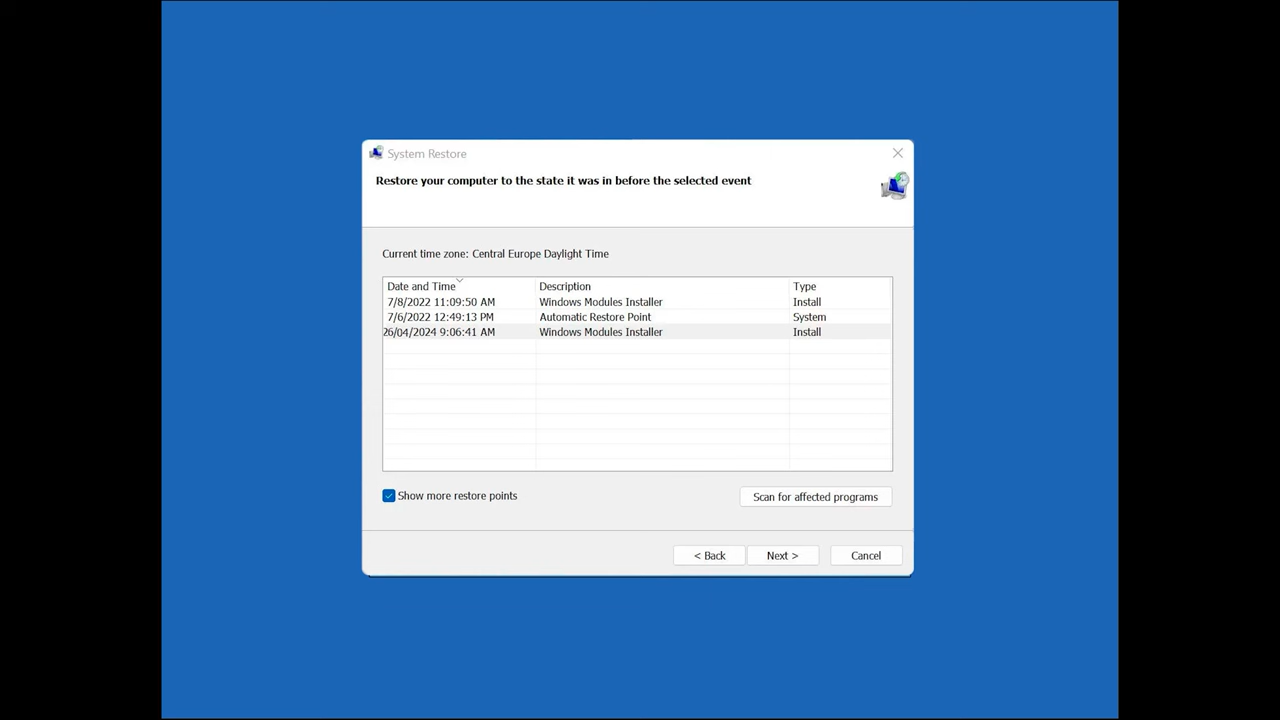 System Restore
Restore your computer to the state it was in before the selected event
Current time zone: Central Europe Daylight Time
Date and Time Description Type
7/8/2022 11:09:50 AM Windows Modules Installer Install
7/6/2022 12:49:13 PM Automatic Restore Point System
26/04/2024 9:06:41 AM Windows Modules Installer Install
Show more restore points Scan for affected programs
< Back Next > Cancel